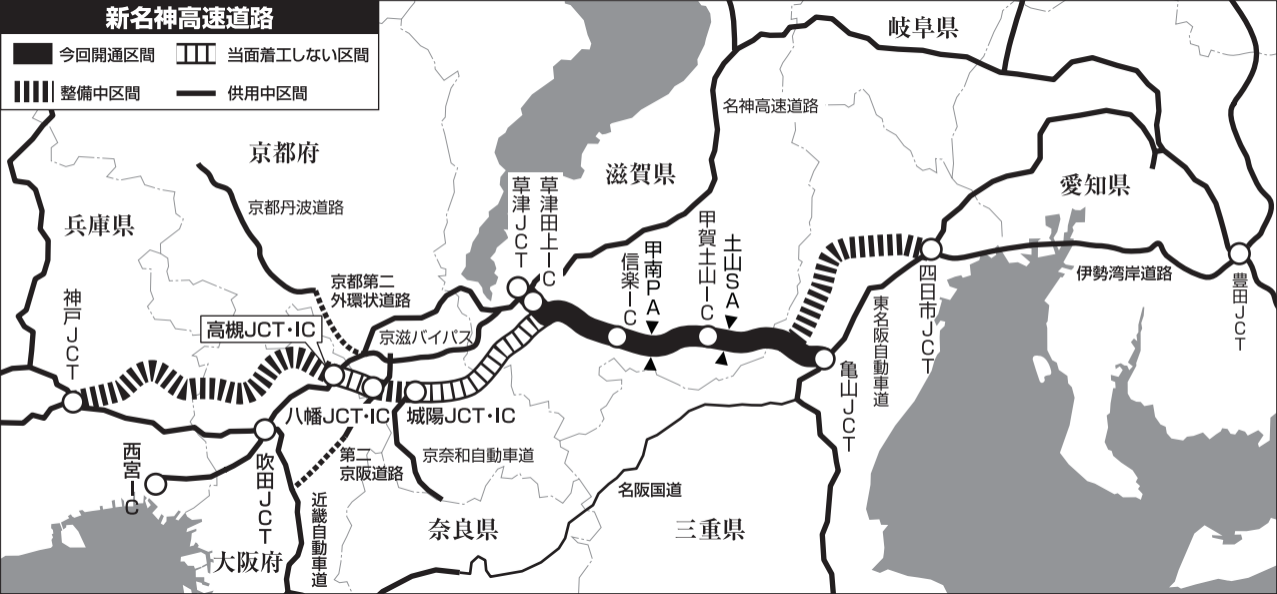 新名神高速道路
今回開通区間
当面着工しない区間
整備中区間
供用中区間
岐阜県
名神高速道路
京都府
滋賀県
愛知県
兵庫県
京都丹波道路
草津JCT
草津田上IC
甲南PA
信楽IC
甲賀土山IC
土山SA
伊勢湾岸道路
四日市JCT
豊田JCT
京都第二
外環状道路
神戸JCT
高槻JCT・IC
京滋バイパス
東名阪自動車道
亀山JCT
八幡JCT・IC
城陽JCT・IC
西宮IC
吹田JCT
第二
京阪道路
京奈和自動車道
近畿自動車道
名阪国道
奈良県
三重県
大阪府